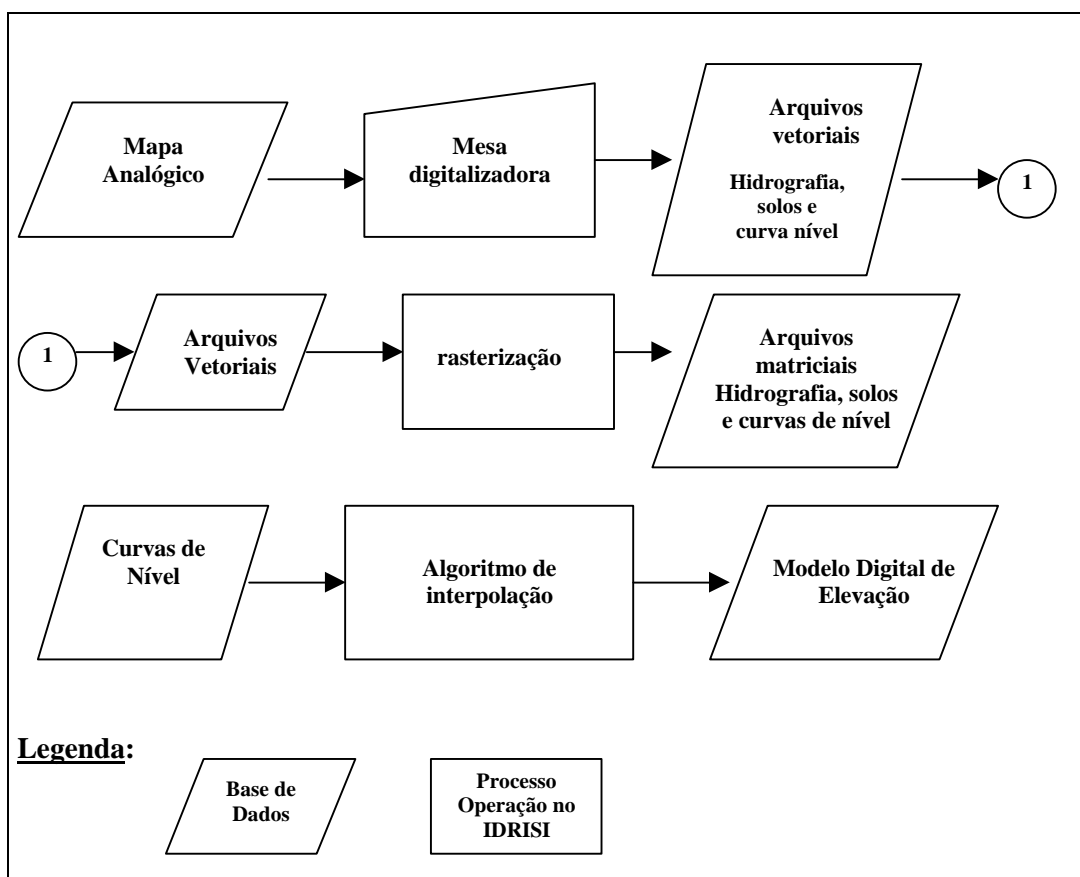 Mapa
Analógico
Mesa
digitalizadora
Arquivos
vetoriais
Hidrografia,
solos e
curva nível
1
1
Arquivos
Vetoriais
rasterização
Arquivos
matriciais
Hidrografia, solos
e curvas de nível
Curvas de
Nível
Algoritmo de
interpolação
Modelo Digital de
Elevação
Legenda:
Base de
Dados
Processo
Operação no
IDRISI